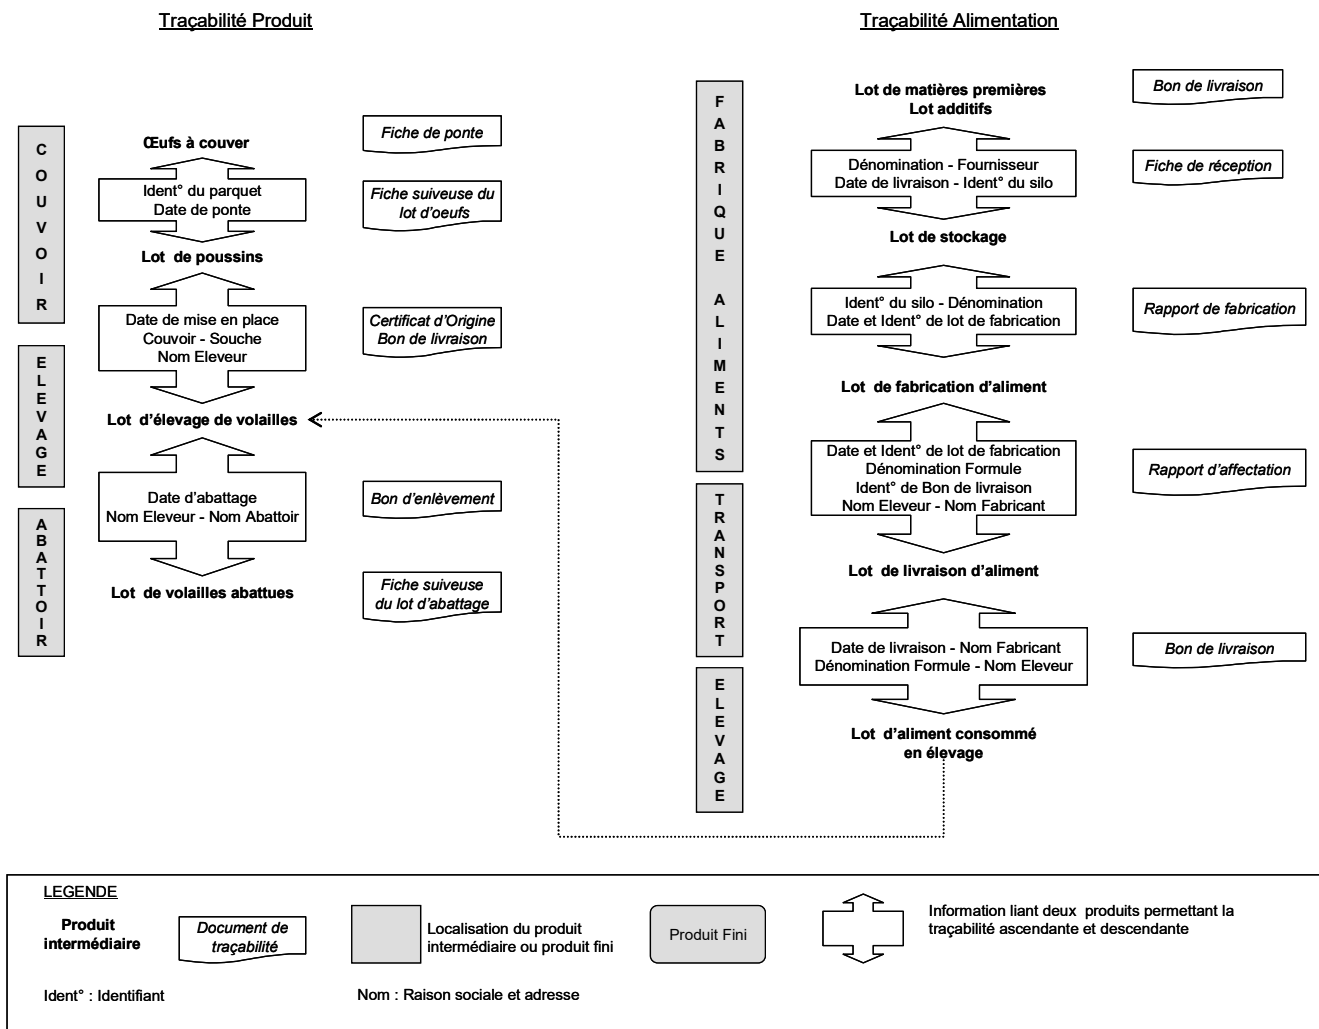 Traçabilité Produit
COUVOIR
Œufs à couver
Ident° du parquet
Date de ponte
Lot de poussins
Date de mise en place
Couvoir - Souche
Nom Eleveur
ELEVAGE
Lot d'élevage de volailles
Date d'abattage
Nom Eleveur - Nom Abattoir
ABATTOIR
Lot de volailles abattues
Fiche de ponte
Fiche suiveuse du
lot d'oeufs
Certificat d'Origine
Bon de livraison
Bon d'enlèvement
Fiche suiveuse
du lot d'abattage
Traçabilité Alimentation
FABRIQUE ALIMENTS
Lot de matières premières
Lot additifs
Dénomination - Fournisseur
Date de livraison - Ident° du silo
Lot de stockage
Ident° du silo - Dénomination
Date et Ident° de lot de fabrication
Lot de fabrication d'aliment
Date et Ident° de lot de fabrication
Dénomination Formule
Ident° de Bon de livraison
Nom Eleveur - Nom Fabricant
TRANSPORT
Lot de livraison d'aliment
Date de livraison - Nom Fabricant
Dénomination Formule - Nom Eleveur
ELEVAGE
Lot d'aliment consommé
en élevage
Bon de livraison
Fiche de réception
Rapport de fabrication
Rapport d'affectation
Bon de livraison
LEGENDE
Produit
intermédiaire
Document de
traçabilité
Localisation du produit
intermédiaire ou produit fini
Produit Fini
Information liant deux produits permettant la
traçabilité ascendante et descendante
Ident° : Identifiant
Nom : Raison sociale et adresse